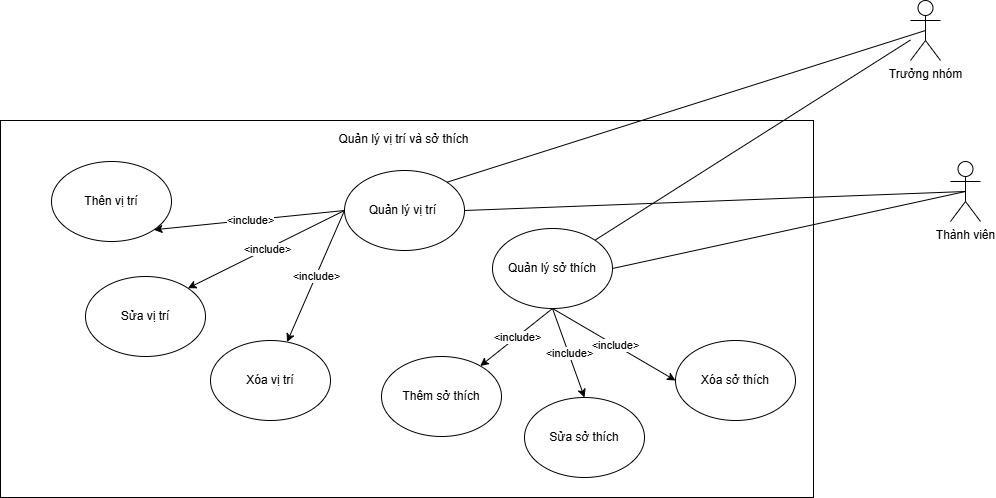 Trưởng nhóm
Quản lý vị trí và sở thích
Thên vị trí
Quản lý vị trí
<include>
Thành viên
<include>
Quản lý sở thích
<include>
Sửa vị trí
<include>
<include>
<include>
Xóa vị trí
Xóa sở thích
Thêm sở thích
Sửa sở thích